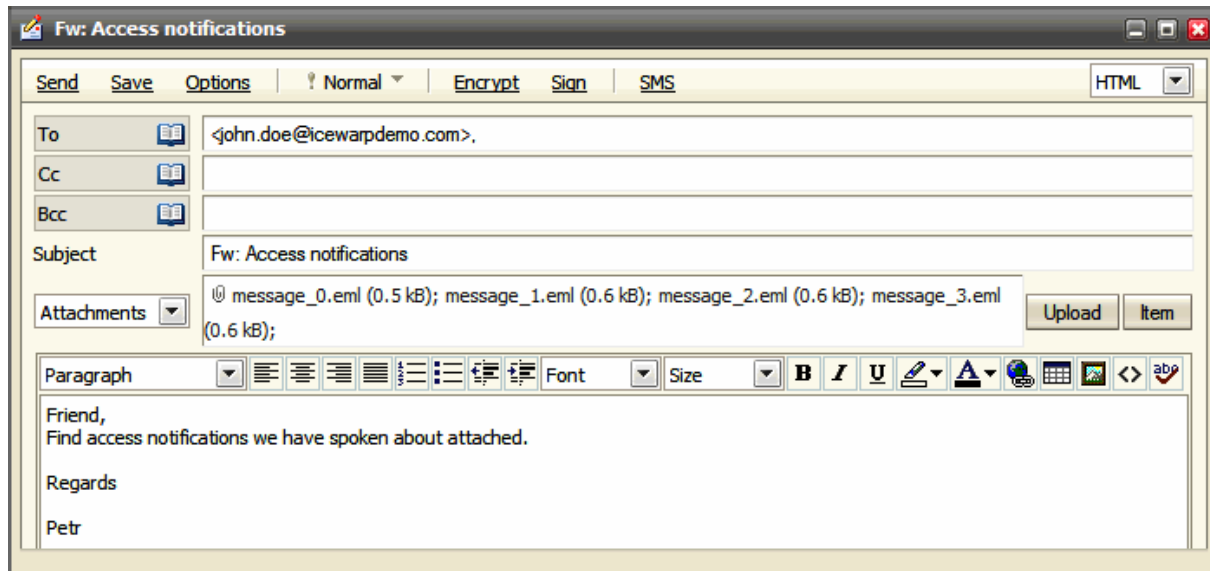 Fw: Access notifications
Send Save Options Normal Encrypt Sign SMS HTML
To <john.doe@icewarpdemo.com>,
Cc
Bcc
Subject Fw: Access notifications
Attachments message_0.eml (0.5 kB); message_1.eml (0.6 kB); message_2.eml (0.6 kB); message_3.eml
(0.6 kB);
Upload Item
Paragraph Font Size B I U A abc
Friend,
Find access notifications we have spoken about attached.
Regards
Petr